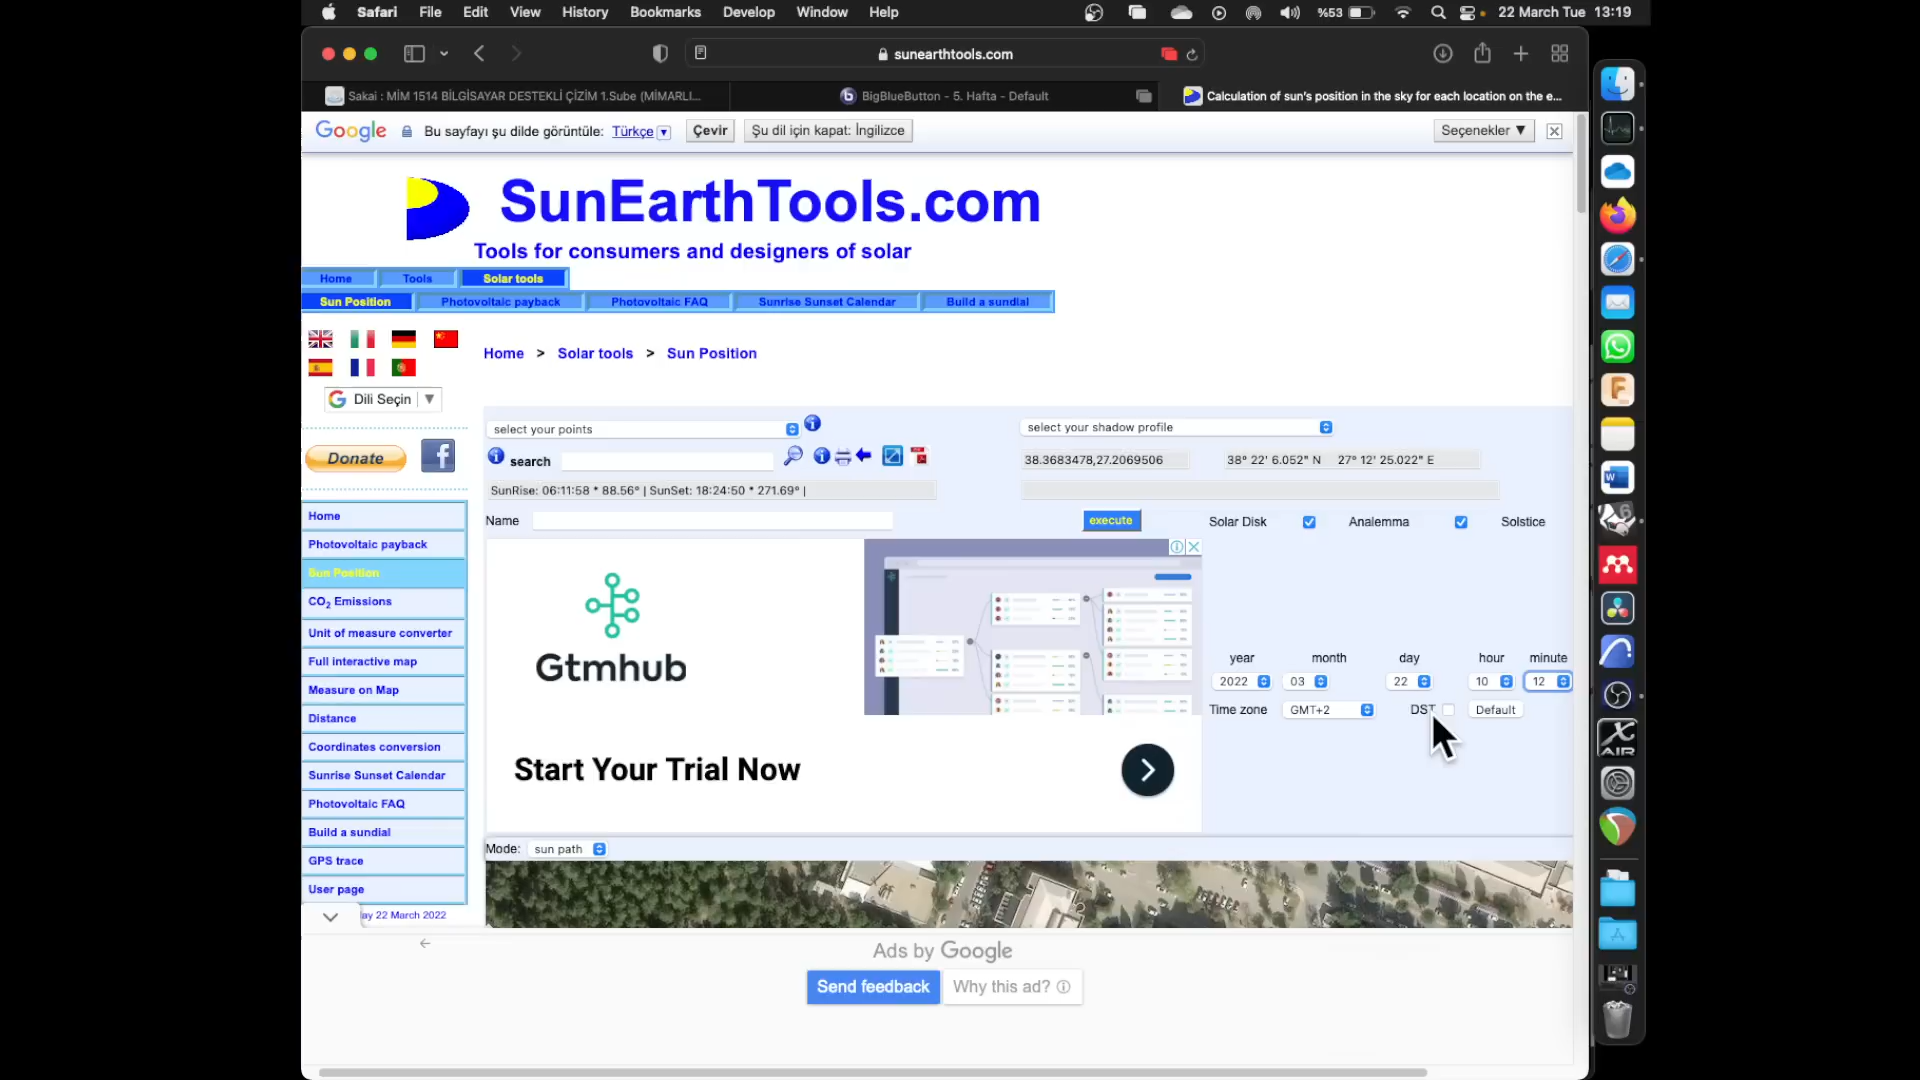 Safari File Edit View History Bookmarks Develop Window Help %53 22 March Tue 13:19
sunearthtools.com
Sakai : MİM 1514 BİLGİSAYAR DESTEKLİ ÇİZİM 1.Sube (MİMARLI... BigBlueButton - 5. Hafta - Default Calculation of sun's position in the sky for each location on the e...
Google Bu sayfayı şu dilde görüntüle: Türkçe Çevir Şu dil için kapat: İngilizce Seçenekler ▼
SunEarthTools.com
Tools for consumers and designers of solar
Home Tools Solar tools
Sun Position Photovoltaic payback Photovoltaic FAQ Sunrise Sunset Calendar Build a sundial
Home > Solar tools > Sun Position
G Dili Seçin ▼
select your points select your shadow profile
Donate
search 38.3683478,27.2069506 38° 22' 6.052" N 27° 12' 25.022" E
SunRise: 06:11:58 * 88.56° | SunSet: 18:24:50 * 271.69° |
Name execute Solar Disk Analemma Solstice
Home
Photovoltaic payback
Sun Position
CO2 Emissions
Unit of measure converter
Full interactive map
Measure on Map
Distance
Coordinates conversion
Sunrise Sunset Calendar
Photovoltaic FAQ
Build a sundial
GPS trace
User page
ay 22 March 2022
Gtmhub
Start Your Trial Now
year month day hour minute
2022 03 22 10 12
Time zone GMT+2 DST Default
Mode: sun path
Ads by Google
Send feedback Why this ad?
X
AIR